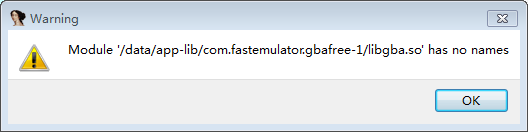 Warning
Module '/data/app-lib/com.fastemulator.gbafree-1/libgba.so' has no names
OK